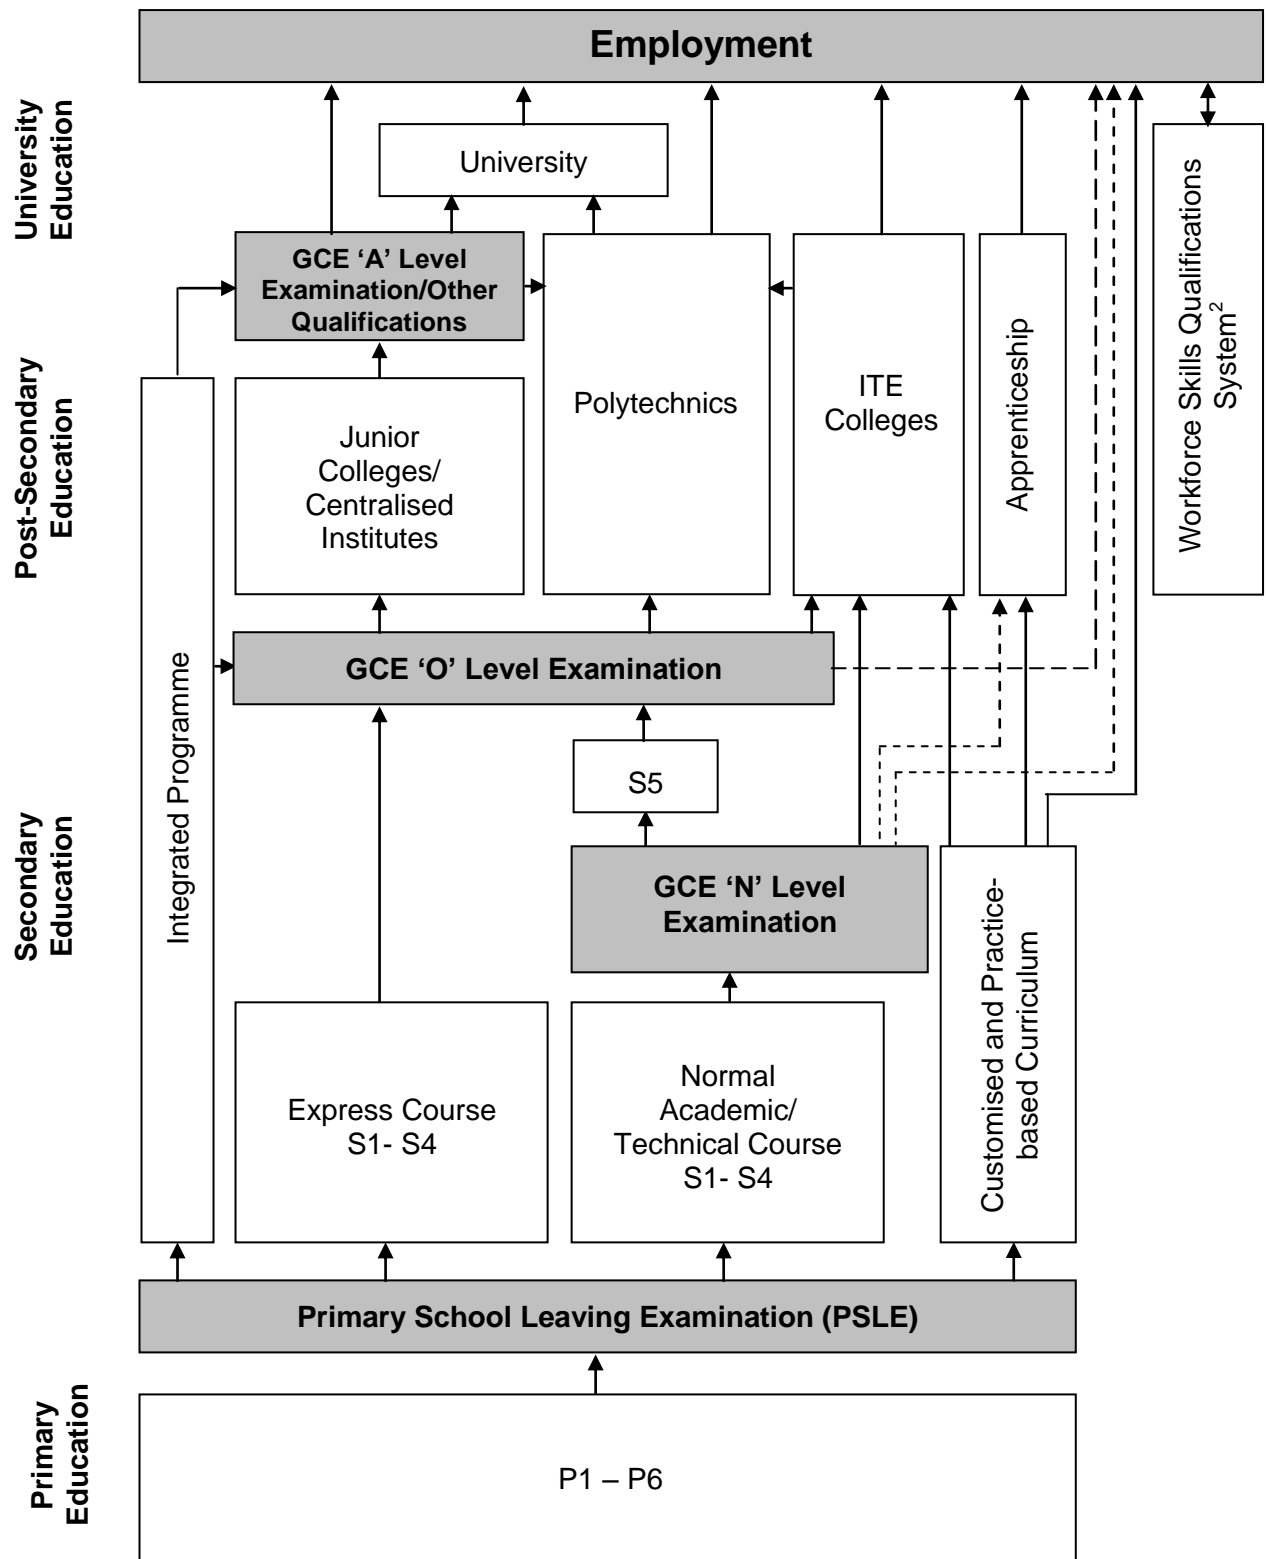 Employment
University
Education
University
GCE ‘A’ Level
Examination/Other
Qualifications
Polytechnics
ITE
Colleges
Apprenticeship
Workforce Skills Qualifications
System²
Post-Secondary
Education
Junior
Colleges/
Centralised
Institutes
Integrated Programme
GCE ‘O’ Level Examination
S5
Secondary
Education
GCE ‘N’ Level
Examination
Customised and Practice-
based Curriculum
Express Course
S1- S4
Normal
Academic/
Technical Course
S1- S4
Primary School Leaving Examination (PSLE)
Primary
Education
P1 – P6